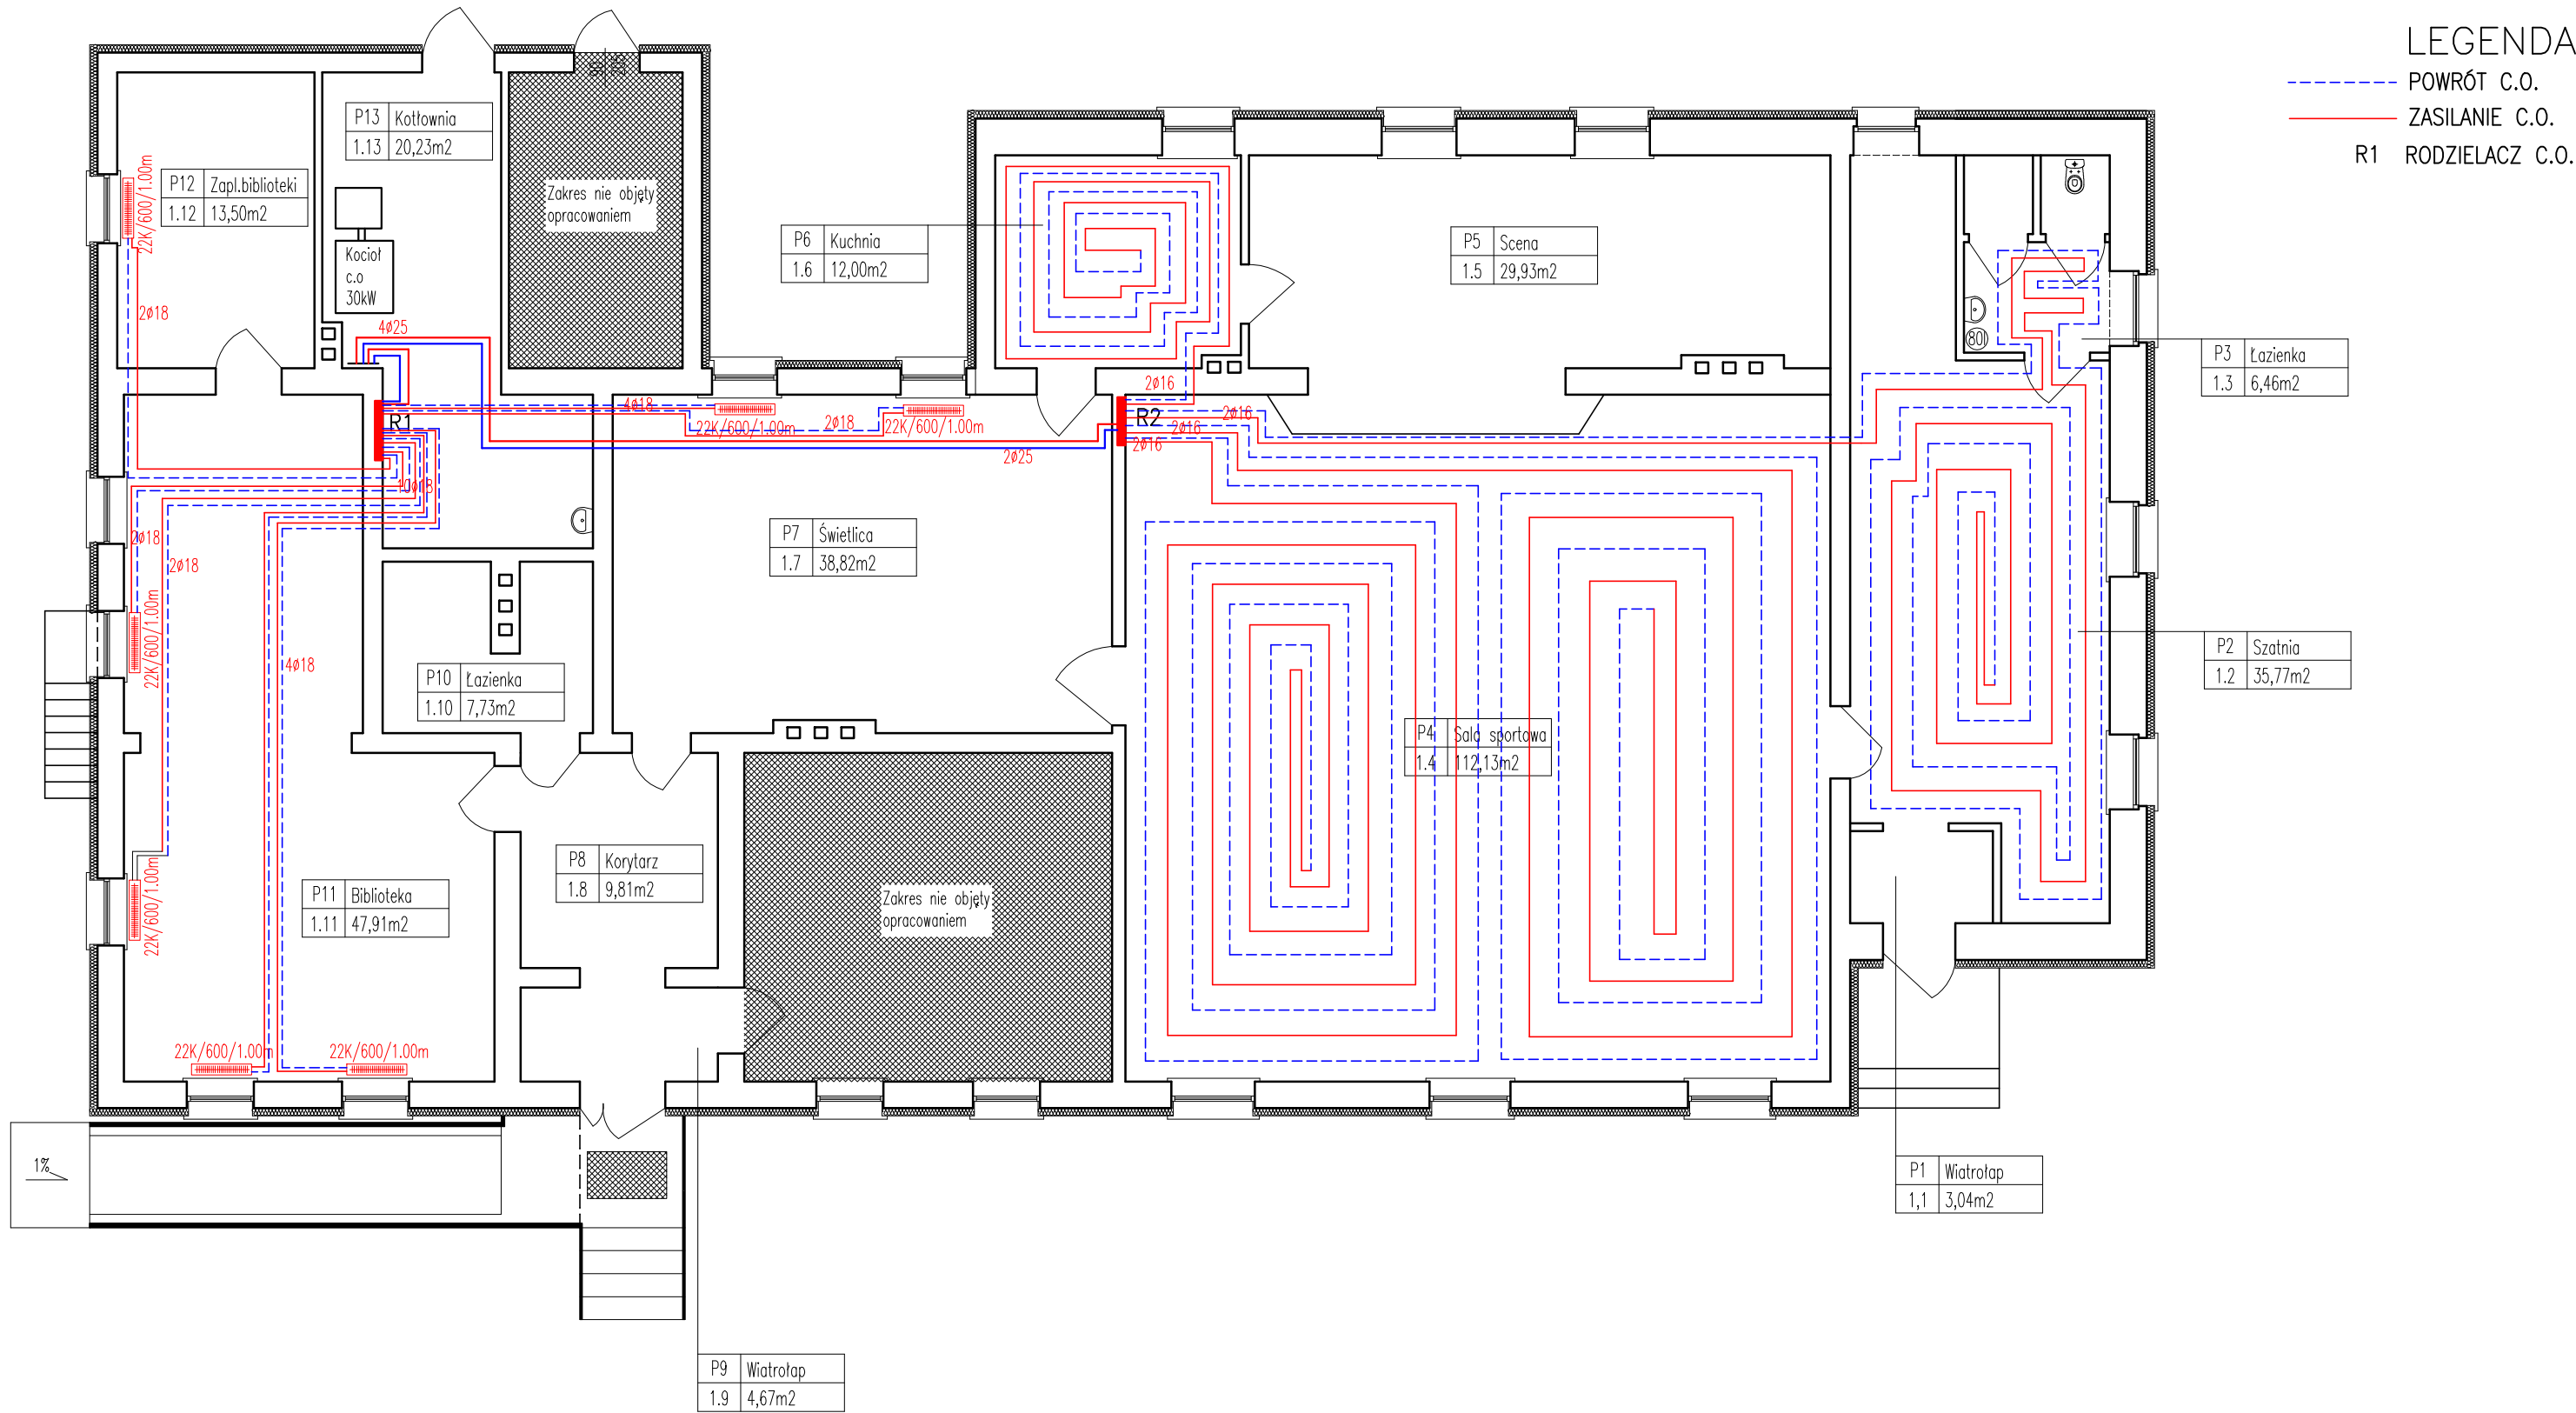 LEGENDA
POWRÓT C.O.
ZASILANIE C.O.
R1 RODZIELACZ C.O.
90
205
P13 Kotłownia
1.13 20,23m2
P12 Zapl.biblioteki
1.12 13,50m2
22K/600/1.00m
Zakres nie objęty
opracowaniem
Kocioł
c.o
30kW
P6 Kuchnia
1.6 12,00m2
P5 Scena
1.5 29,93m2
2ø18
4ø25
80l
P3 Łazienka
1.3 6,46m2
2ø16
4ø18
R1
2ø18
22K/600/1.00m
22K/600/1.00m
R2
2ø16
2ø16
2ø16
2ø25
10ø18
2ø18
2ø18
P7 Świetlica
1.7 38,82m2
22K/600/1.00m
4ø18
P10 Łazienka
1.10 7,73m2
P2 Szatnia
1.2 35,77m2
P4 Sala sportowa
1.4 112,13m2
P8 Korytarz
1.8 9,81m2
P11 Biblioteka
1.11 47,91m2
22K/600/1.00m
Zakres nie objęty
opracowaniem
22K/600/1.00m
22K/600/1.00m
1%
P1 Wiatrołap
1,1 3,04m2
P9 Wiatrołap
1.9 4,67m2